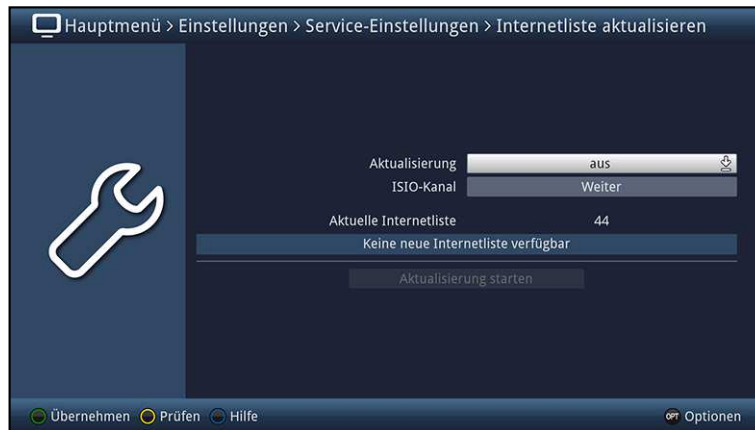 Hauptmenü > Einstellungen > Service-Einstellungen > Internetliste aktualisieren
Aktualisierung aus
ISIO-Kanal Weiter
Aktuelle Internetliste 44
Keine neue Internetliste verfügbar
Aktualisierung starten
Übernehmen Prüfen Hilfe OPT Optionen